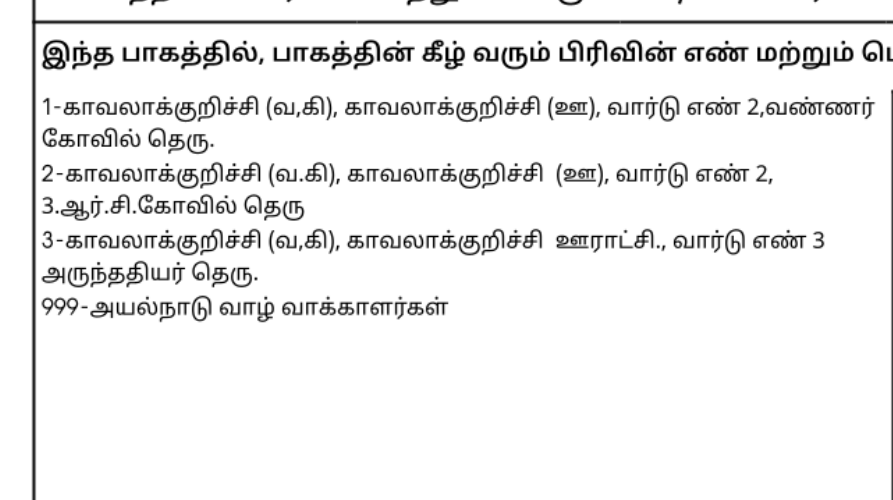 இந்த பாகத்தில், பாகத்தின் கீழ் வரும் பிரிவின் எண் மற்றும்
1-காவலாக்குறிச்சி (வ,கி), காவலாக்குறிச்சி (ஊ), வார்டு எண் 2,வண்ணர்
கோவில் தெரு.
2-காவலாக்குறிச்சி (வ.கி), காவலாக்குறிச்சி (ஊ), வார்டு எண் 2,
3.ஆர்.சி.கோவில் தெரு
3-காவலாக்குறிச்சி (வ,கி), காவலாக்குறிச்சி ஊராட்சி., வார்டு எண் 3
அருந்ததியர் தெரு.
999-அயல்நாடு வாழ் வாக்காளர்கள்